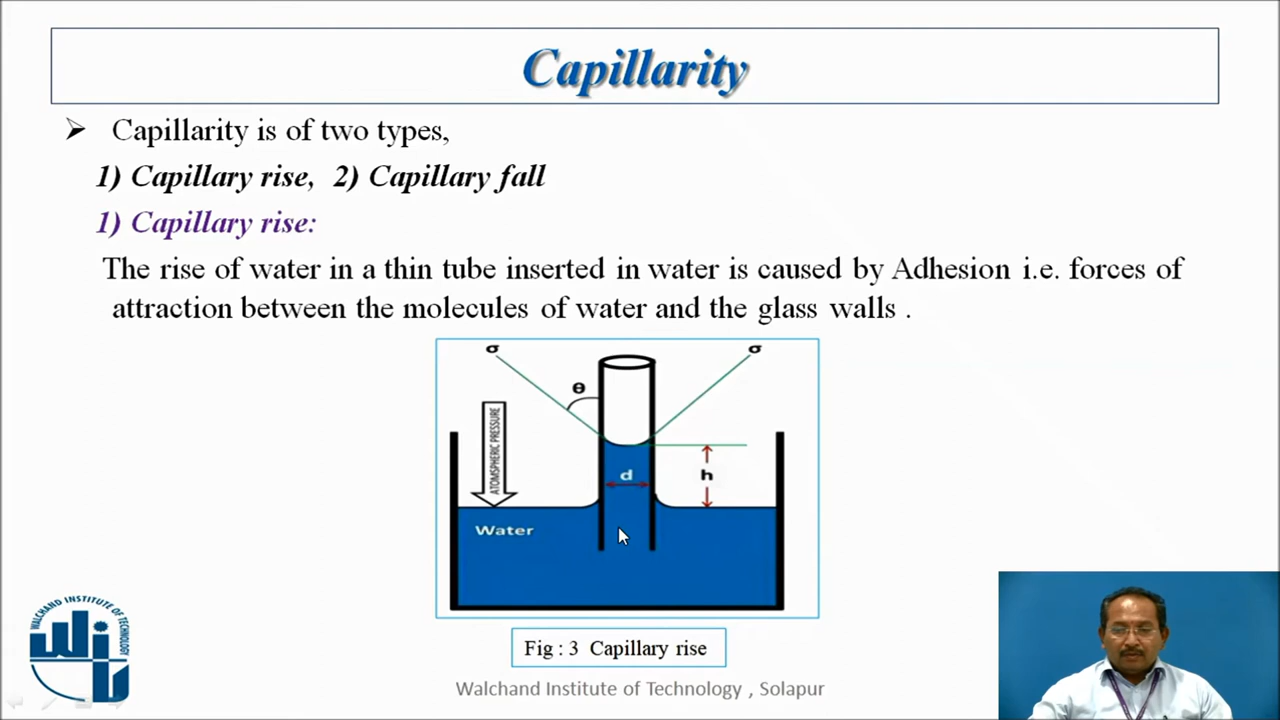 Capillarity
➢ Capillarity is of two types,
1) Capillary rise, 2) Capillary fall
1) Capillary rise:
The rise of water in a thin tube inserted in water is caused by Adhesion i.e. forces of
attraction between the molecules of water and the glass walls .
σ
σ
θ
ATOMSPHERIC PRESSURE
d
h
Water
Fig : 3 Capillary rise
WALCHAND INSTITUTE OF TECHNOLOGY
WIT
Walchand Institute of Technology , Solapur